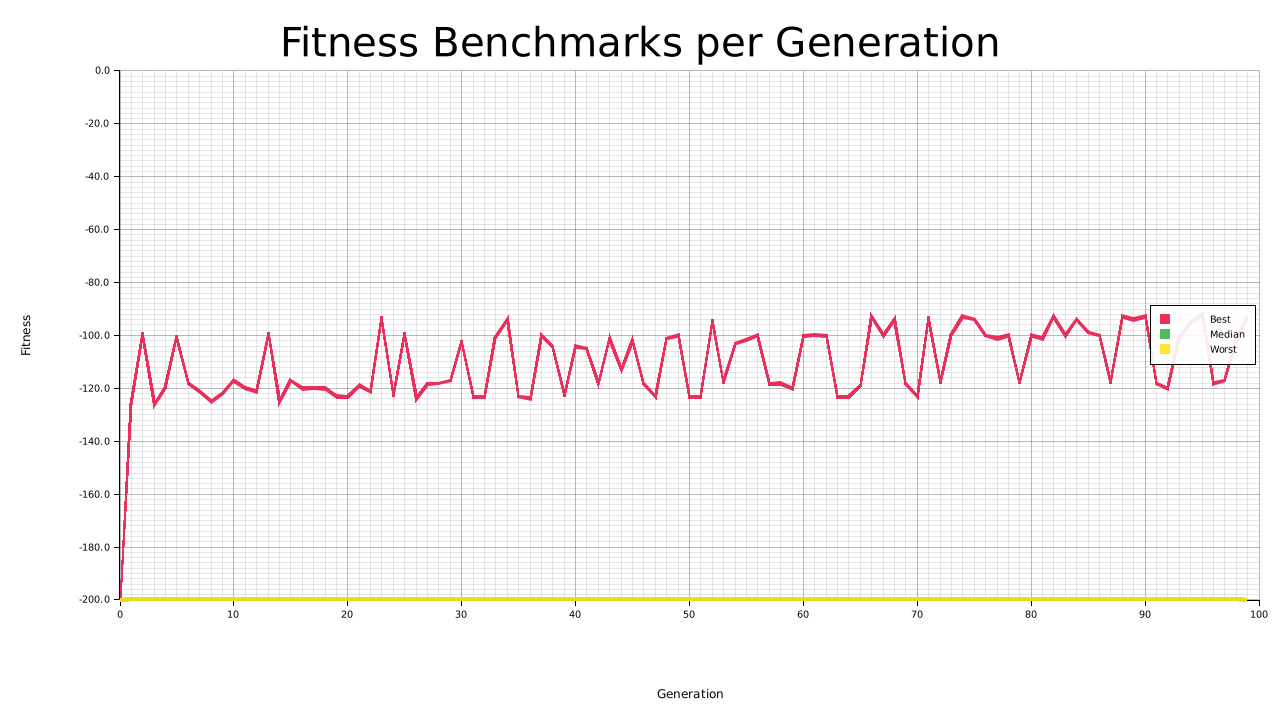 Fitness Benchmarks per Generation
0.0
-20.0
-40.0
-60.0
-80.0
-100.0
-120.0
-140.0
-160.0
-180.0
-200.0
Fitness
Best
Median
Worst
0 10 20 30 40 50 60 70 80 90 100
Generation